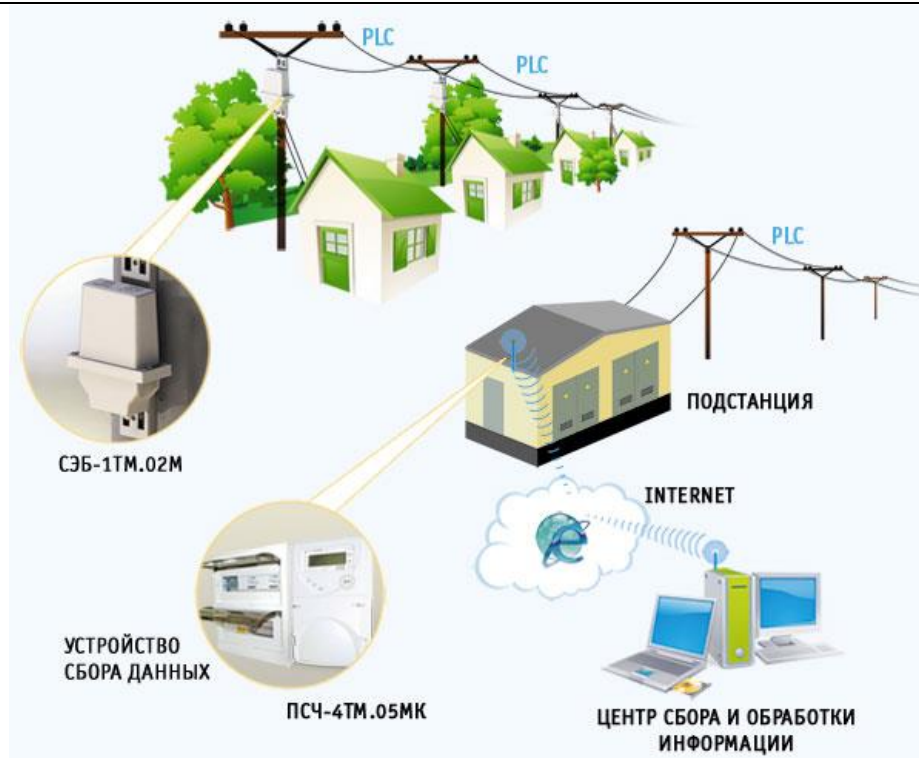 PLC
PLC
PLC
СЭБ-1ТМ.02М
ПОДСТАНЦИЯ
INTERNET
УСТРОЙСТВО
СБОРА ДАННЫХ
ПСЧ-4ТМ.05МК
ЦЕНТР СБОРА И ОБРАБОТКИ
ИНФОРМАЦИИ